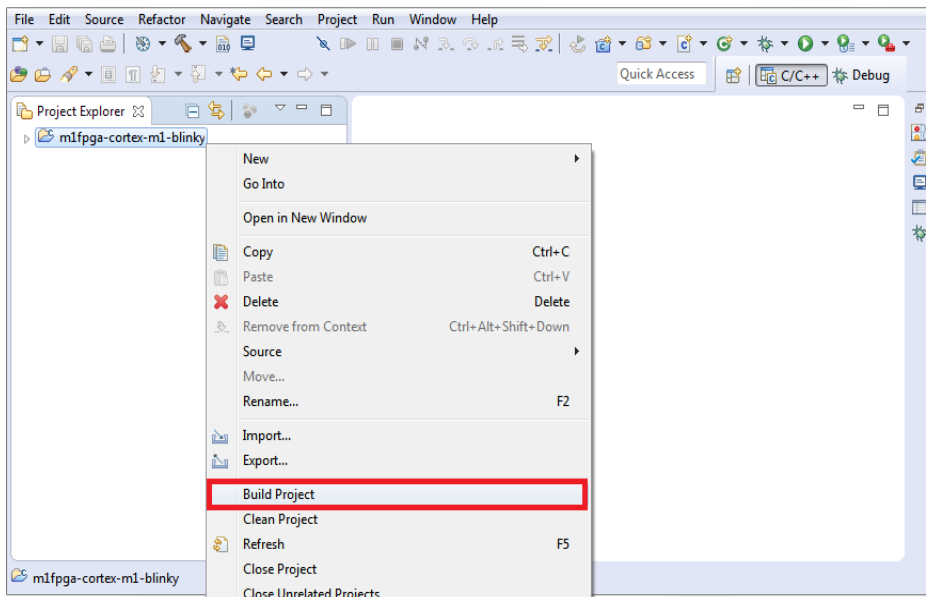 File Edit Source Refactor Navigate Search Project Run Window Help
Quick Access C/C++ Debug
Project Explorer
m1fpga-cortex-m1-blinky
New
Go Into
Open in New Window
Copy Ctrl+C
Paste Ctrl+V
Delete Delete
Remove from Context Ctrl+Alt+Shift+Down
Source
Move...
Rename... F2
Import...
Export...
Build Project
Clean Project
Refresh F5
Close Project
Close Unrelated Projects
m1fpga-cortex-m1-blinky